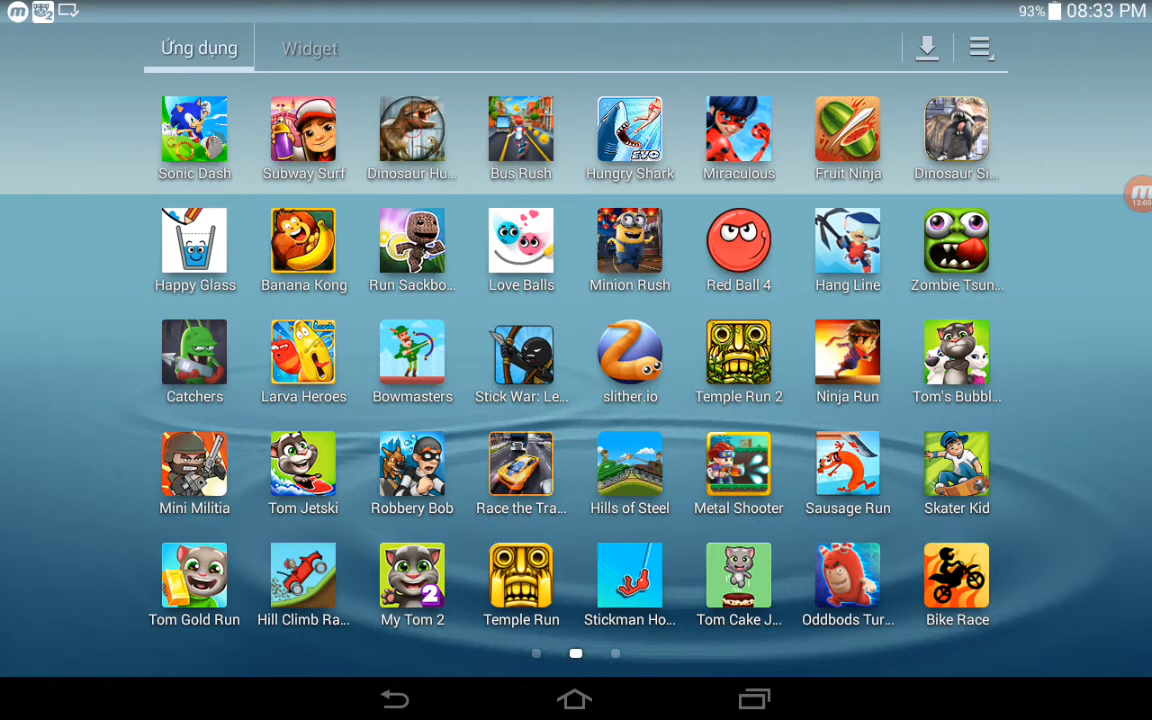 93% 08:33 PM
Ứng dụng Widget
Sonic Dash Subway Surf Dinosaur Hu... Bus Rush Hungry Shark Miraculous Fruit Ninja Dinosaur Si...
EVO
12:09
Happy Glass Banana Kong Run Sackbo... Love Balls Minion Rush Red Ball 4 Hang Line Zombie Tsun...
Catchers Larva Heroes Bowmasters Stick War: Le... slither.io Temple Run 2 Ninja Run Tom's Bubbl...
Mini Militia Tom Jetski Robbery Bob Race the Tra... Hills of Steel Metal Shooter Sausage Run Skater Kid
2
Tom Gold Run Hill Climb Ra... My Tom 2 Temple Run Stickman Ho... Tom Cake J... Oddbods Tur... Bike Race